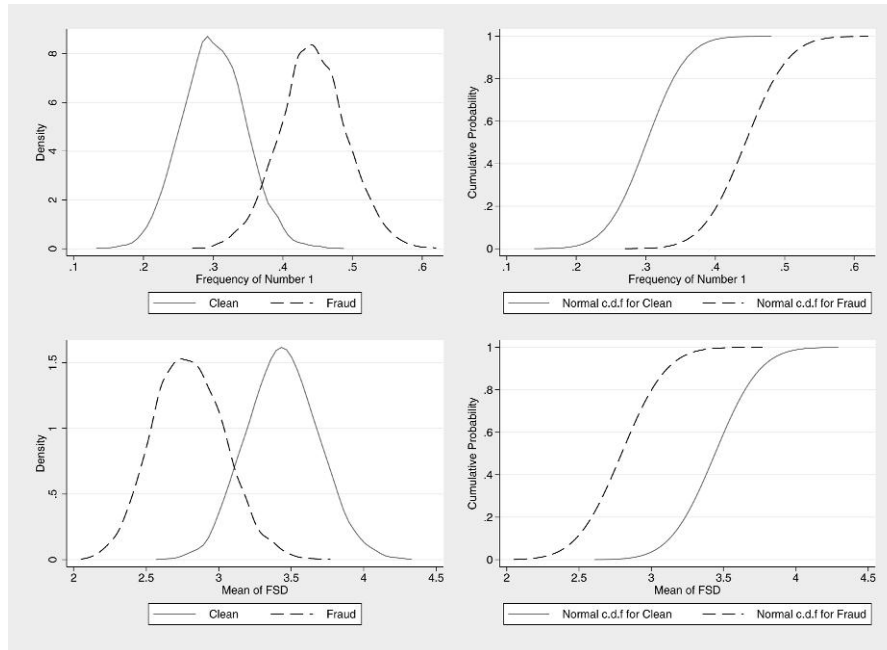 Density
0 2 4 6 8
.1 .2 .3 .4 .5 .6
Frequency of Number 1
Clean Fraud
Cumulative Probability
0 .2 .4 .6 .8 1
.1 .2 .3 .4 .5 .6
Frequency of Number 1
Normal c.d.f for Clean Normal c.d.f for Fraud
Density
0 .5 1 1.5
2 2.5 3 3.5 4 4.5
Mean of FSD
Clean Fraud
Cumulative Probability
0 .2 .4 .6 .8 1
2 2.5 3 3.5 4 4.5
Mean of FSD
Normal c.d.f for Clean Normal c.d.f for Fraud